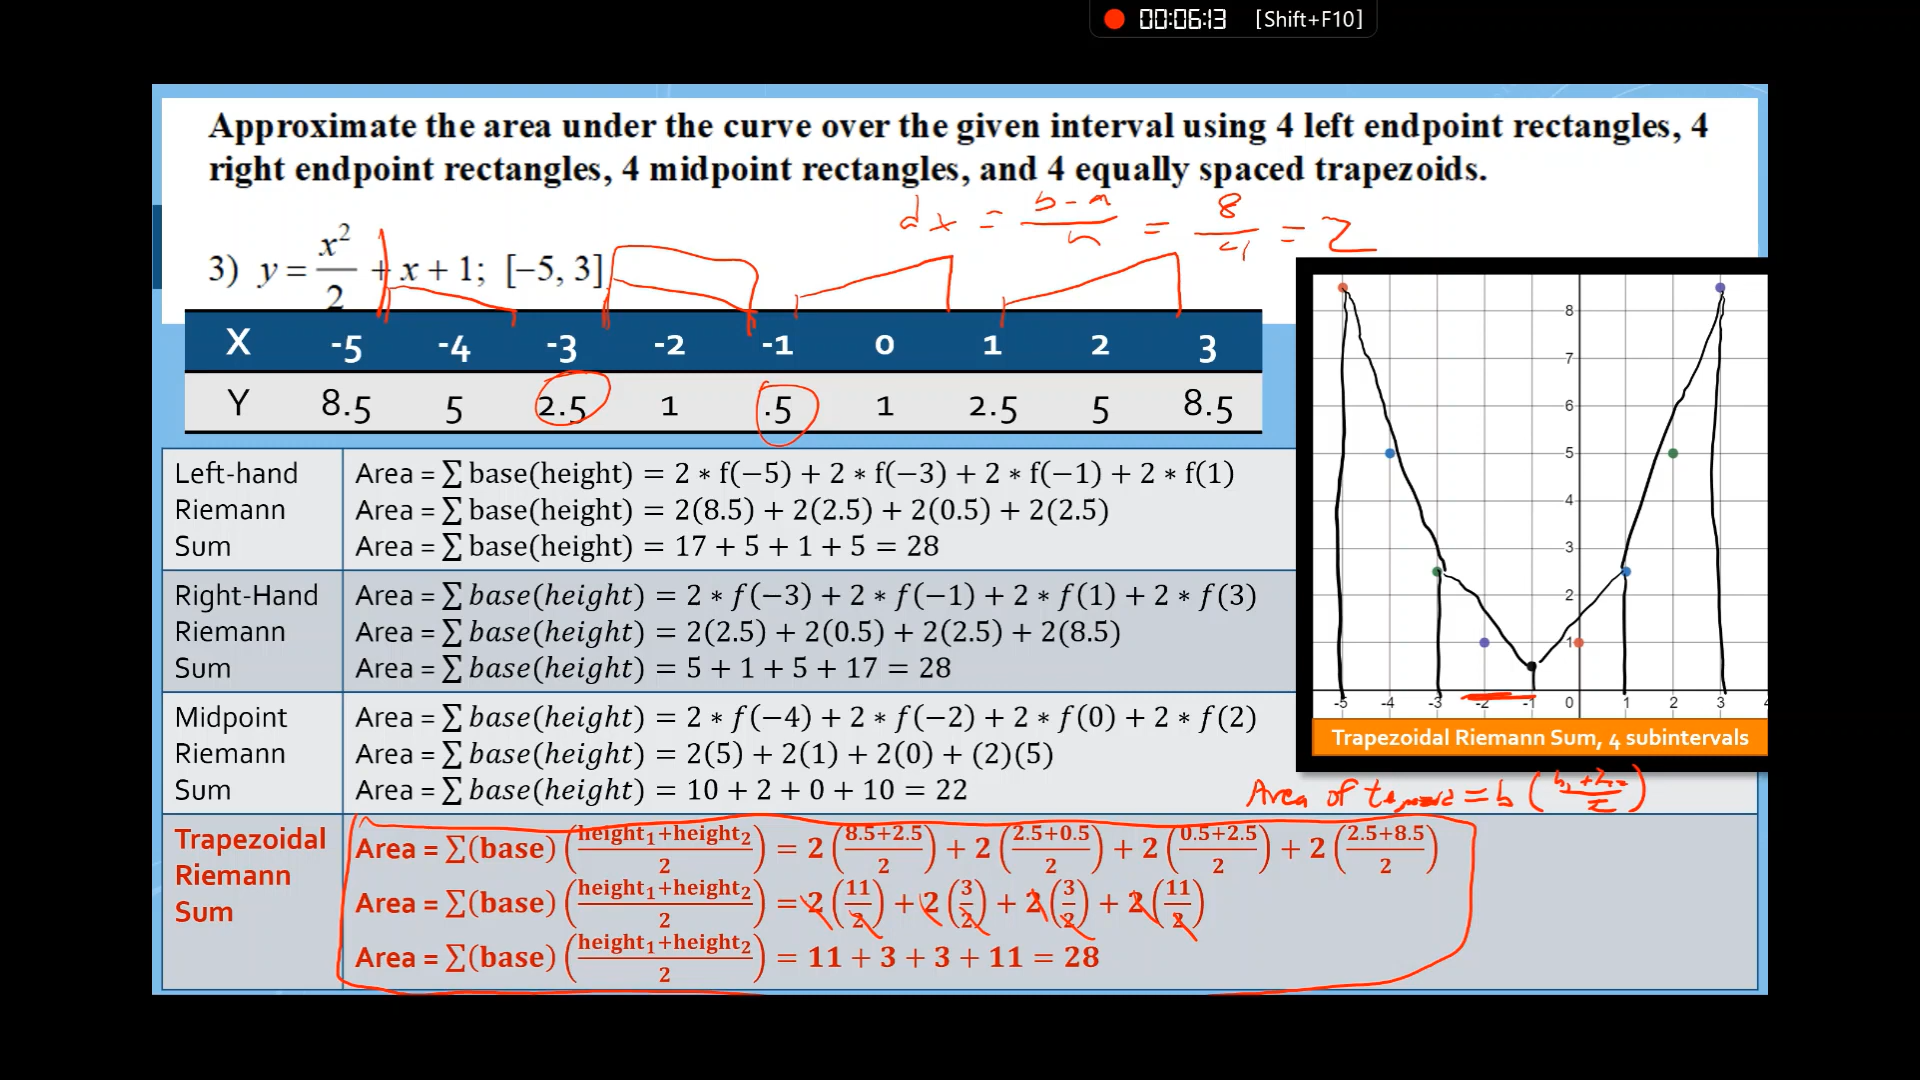 00:06:13 [Shift+F10]
Approximate the area under the curve over the given interval using 4 left endpoint rectangles, 4
right endpoint rectangles, 4 midpoint rectangles, and 4 equally spaced trapezoids.
dx = b-a/n = 8/4 = 2
3) y = x²/2 + x + 1; [−5, 3]
X -5 -4 -3 -2 -1 0 1 2 3
Y 8.5 5 2.5 1 .5 1 2.5 5 8.5
Left-hand
Riemann
Sum
Area = ∑ base(height) = 2 ∗ f(−5) + 2 ∗ f(−3) + 2 ∗ f(−1) + 2 ∗ f(1)
Area = ∑ base(height) = 2(8.5) + 2(2.5) + 2(0.5) + 2(2.5)
Area = ∑ base(height) = 17 + 5 + 1 + 5 = 28
Right-Hand
Riemann
Sum
Area = ∑ base(height) = 2 ∗ f(−3) + 2 ∗ f(−1) + 2 ∗ f(1) + 2 ∗ f(3)
Area = ∑ base(height) = 2(2.5) + 2(0.5) + 2(2.5) + 2(8.5)
Area = ∑ base(height) = 5 + 1 + 5 + 17 = 28
Midpoint
Riemann
Sum
Area = ∑ base(height) = 2 ∗ f(−4) + 2 ∗ f(−2) + 2 ∗ f(0) + 2 ∗ f(2)
Area = ∑ base(height) = 2(5) + 2(1) + 2(0) + (2)(5)
Area = ∑ base(height) = 10 + 2 + 0 + 10 = 22
8
7
6
5
4
3
2
1
-5 -4 -3 -2 -1 0 1 2 3 4
Trapezoidal Riemann Sum, 4 subintervals
Area of = b (h₁+h₂/2)
Trapezoidal
Riemann
Sum
Area = ∑(base) (height₁+height₂/2) = 2 (8.5+2.5/2) + 2 (2.5+0.5/2) + 2 (0.5+2.5/2) + 2 (2.5+8.5/2)
Area = ∑(base) (height₁+height₂/2) = 2 (11/2) + 2 (3/2) + 2 (3/2) + 2 (11/2)
Area = ∑(base) (height₁+height₂/2) = 11 + 3 + 3 + 11 = 28